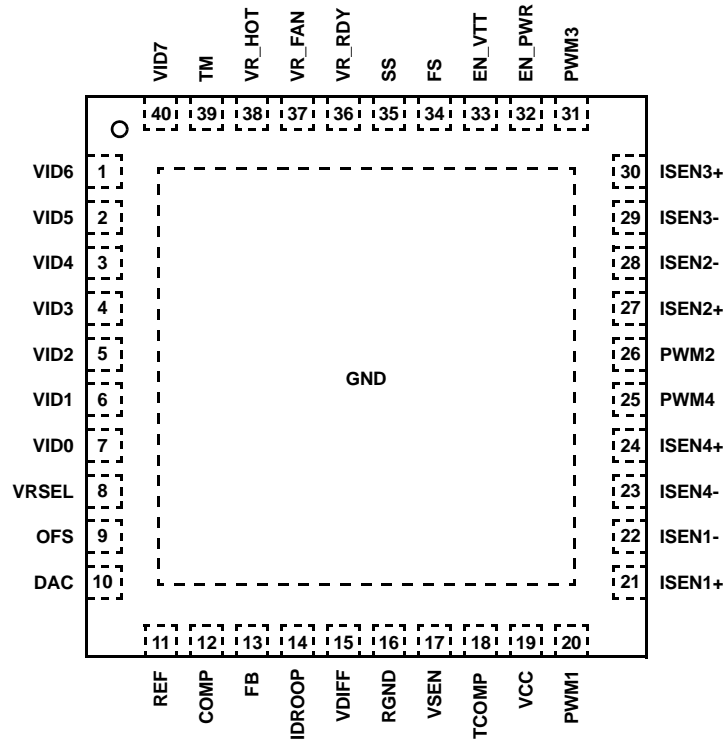 VID7 TM VR_HOT VR_FAN VR_RDY SS FS EN_VTT EN_PWR PWM3
40 39 38 37 36 35 34 33 32 31
VID6 1 30 ISEN3+
VID5 2 29 ISEN3-
VID4 3 28 ISEN2-
VID3 4 27 ISEN2+
VID2 5 26 PWM2
GND
VID1 6 25 PWM4
VID0 7 24 ISEN4+
VRSEL 8 23 ISEN4-
OFS 9 22 ISEN1-
DAC 10 21 ISEN1+
11 12 13 14 15 16 17 18 19 20
REF COMP FB IDROOP VDIFF RGND VSEN TCOMP VCC PWM1